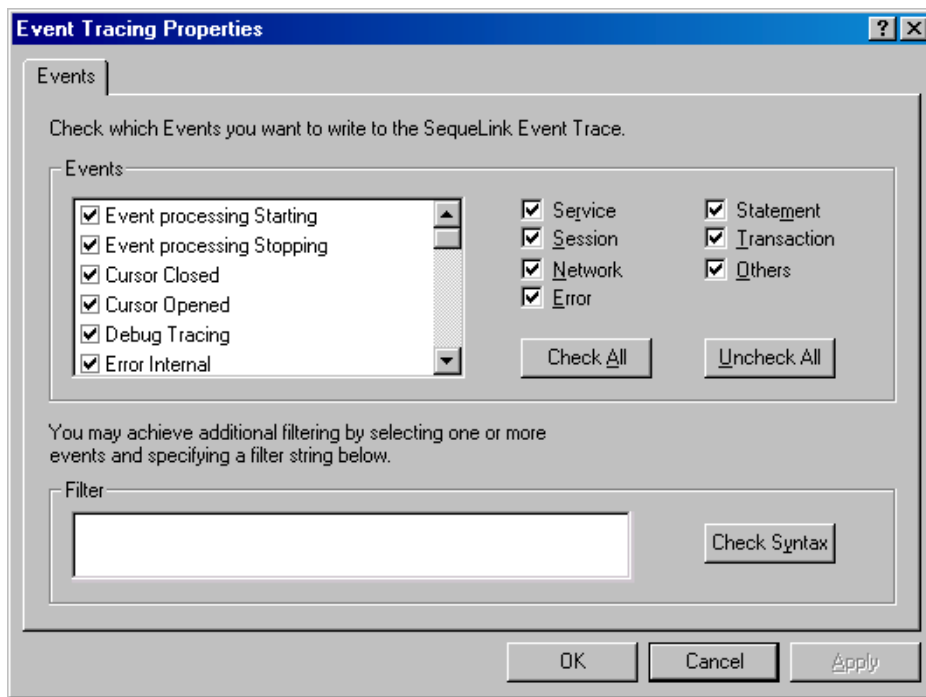 Event Tracing Properties
Events
Check which Events you want to write to the SequeLink Event Trace.
Events
Event processing Starting
Event processing Stopping
Cursor Closed
Cursor Opened
Debug Tracing
Error Internal
Service
Session
Network
Error
Statement
Transaction
Others
Check All
Uncheck All
You may achieve additional filtering by selecting one or more
events and specifying a filter string below.
Filter
Check Syntax
OK
Cancel
Apply